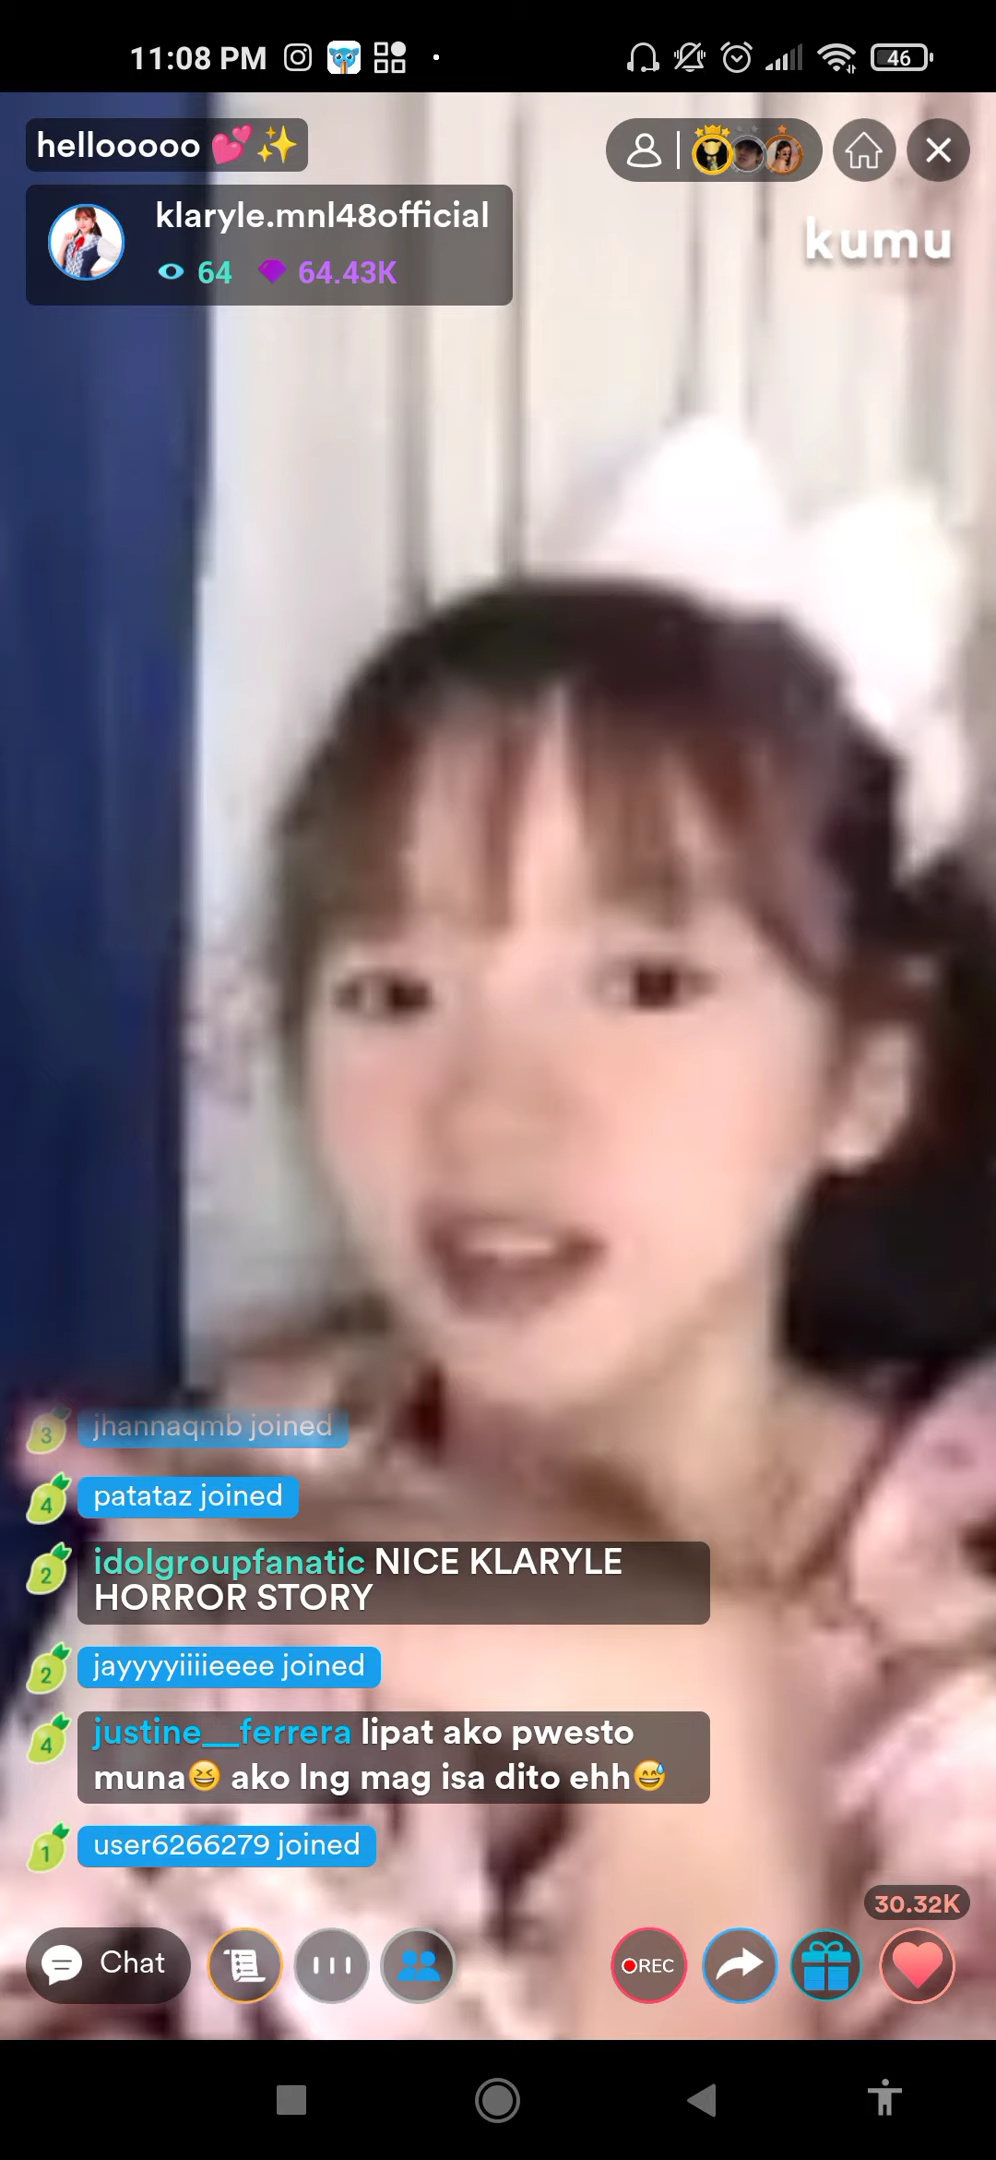 11:08 PM
46
hellooooo 💕✨
klaryle.mnl48official
64 64.43K
kumu
3 jhannaqmb joined
4 patataz joined
2 idolgroupfanatic NICE KLARYLE
HORROR STORY
2 jayyyyiiiieeee joined
4 justine__ferrera lipat ako pwesto
muna😆 ako lng mag isa dito ehh😅
1 user6266279 joined
30.32K
Chat
REC